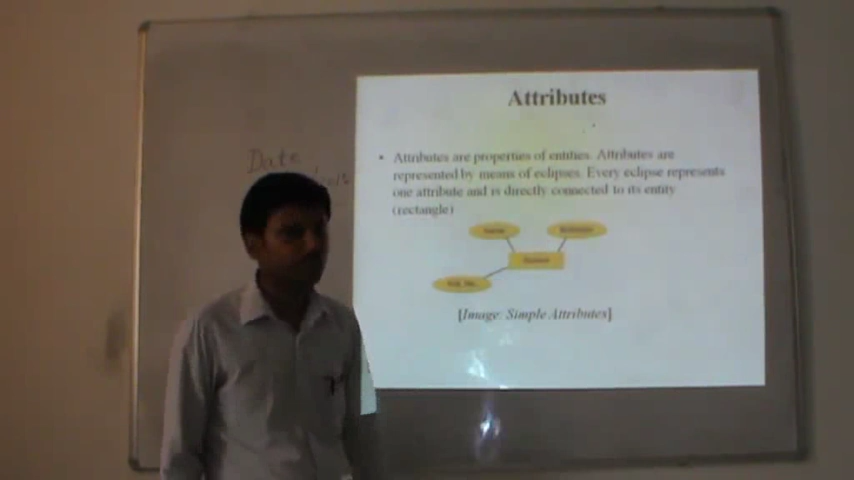 Attributes
Date
• Attributes are properties of entities. Attributes are
represented by means of eclipses. Every eclipse represents
one attribute and is directly connected to its entity
(rectangle)
[Image: Simple Attributes]